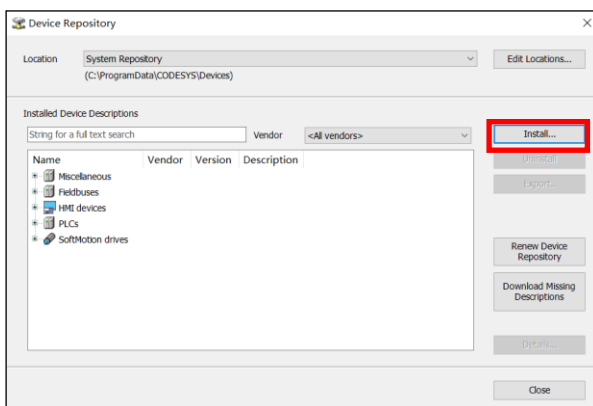 Device Repository
Location
System Repository
Edit Locations...
(C:\ProgramData\CODESYS\Devices)
Installed Device Descriptions
String for a full text search
Vendor
<All vendors>
Install...
Name Vendor Version Description
Uninstall
Miscellaneous
Fieldbuses
Export...
HMI devices
PLCs
SoftMotion drives
Renew Device
Repository
Download Missing
Descriptions
Details...
Close